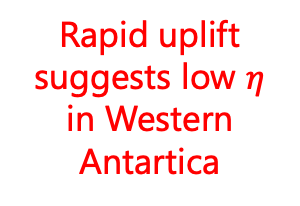 Rapid uplift
suggests low η
in Western
Antartica